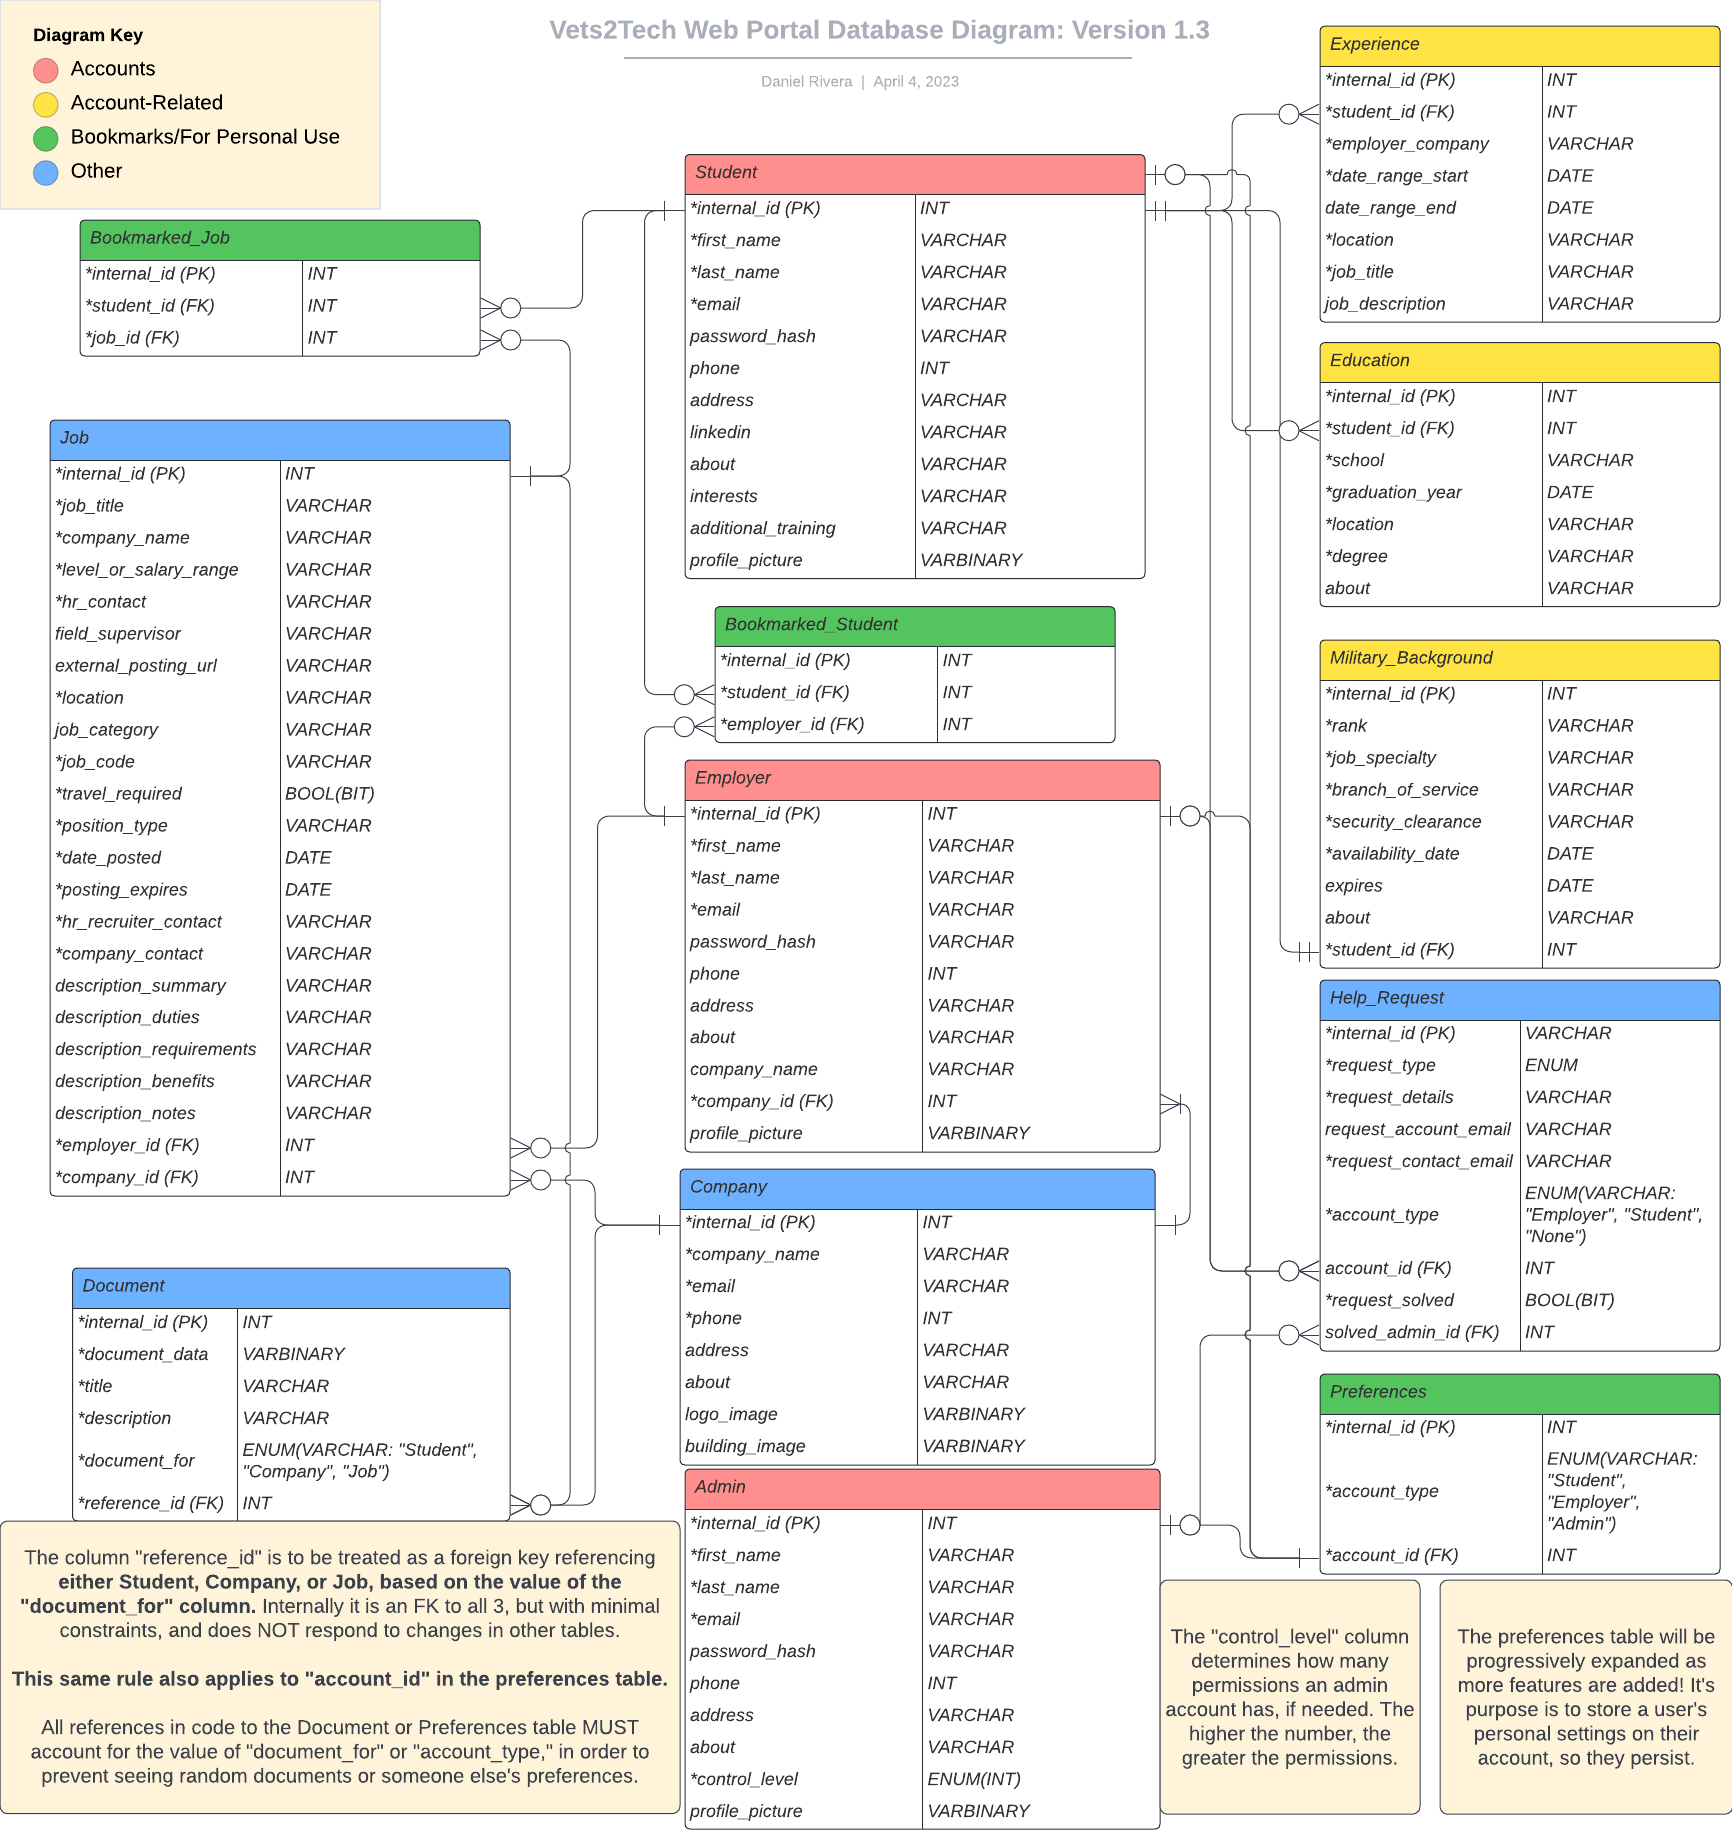 Vets2Tech Web Portal Database Diagram: Version 1.3
Daniel Rivera | April 4, 2023
Diagram Key
Accounts
Account-Related
Bookmarks/For Personal Use
Other
Bookmarked_Job
*internal_id (PK) INT
*student_id (FK) INT
*job_id (FK) INT
Job
*internal_id (PK) INT
*job_title VARCHAR
*company_name VARCHAR
*level_or_salary_range VARCHAR
*hr_contact VARCHAR
field_supervisor VARCHAR
external_posting_url VARCHAR
*location VARCHAR
job_category VARCHAR
*job_code VARCHAR
*travel_required BOOL(BIT)
*position_type VARCHAR
*date_posted DATE
*posting_expires DATE
*hr_recruiter_contact VARCHAR
*company_contact VARCHAR
description_summary VARCHAR
description_duties VARCHAR
description_requirements VARCHAR
description_benefits VARCHAR
description_notes VARCHAR
*employer_id (FK) INT
*company_id (FK) INT
Document
*internal_id (PK) INT
*document_data VARBINARY
*title VARCHAR
*description VARCHAR
*document_for ENUM(VARCHAR: "Student",
"Company", "Job")
*reference_id (FK) INT
The column "reference_id" is to be treated as a foreign key referencing
either Student, Company, or Job, based on the value of the
"document_for" column. Internally it is an FK to all 3, but with minimal
constraints, and does NOT respond to changes in other tables.
This same rule also applies to "account_id" in the preferences table.
All references in code to the Document or Preferences table MUST
account for the value of "document_for" or "account_type," in order to
prevent seeing random documents or someone else's preferences.
Student
*internal_id (PK) INT
*first_name VARCHAR
*last_name VARCHAR
*email VARCHAR
password_hash VARCHAR
phone INT
address VARCHAR
linkedin VARCHAR
about VARCHAR
interests VARCHAR
additional_training VARCHAR
profile_picture VARBINARY
Bookmarked_Student
*internal_id (PK) INT
*student_id (FK) INT
*employer_id (FK) INT
Employer
*internal_id (PK) INT
*first_name VARCHAR
*last_name VARCHAR
*email VARCHAR
password_hash VARCHAR
phone INT
address VARCHAR
about VARCHAR
company_name VARCHAR
*company_id (FK) INT
profile_picture VARBINARY
Company
*internal_id (PK) INT
*company_name VARCHAR
*email VARCHAR
*phone INT
address VARCHAR
about VARCHAR
logo_image VARBINARY
building_image VARBINARY
Admin
*internal_id (PK) INT
*first_name VARCHAR
*last_name VARCHAR
*email VARCHAR
password_hash VARCHAR
phone INT
address VARCHAR
about VARCHAR
*control_level ENUM(INT)
profile_picture VARBINARY
Experience
*internal_id (PK) INT
*student_id (FK) INT
*employer_company VARCHAR
*date_range_start DATE
date_range_end DATE
*location VARCHAR
*job_title VARCHAR
job_description VARCHAR
Education
*internal_id (PK) INT
*student_id (FK) INT
*school VARCHAR
*graduation_year DATE
*location VARCHAR
*degree VARCHAR
about VARCHAR
Military_Background
*internal_id (PK) INT
*rank VARCHAR
*job_specialty VARCHAR
*branch_of_service VARCHAR
*security_clearance VARCHAR
*availability_date DATE
expires DATE
about VARCHAR
*student_id (FK) INT
Help_Request
*internal_id (PK) VARCHAR
*request_type ENUM
*request_details VARCHAR
request_account_email VARCHAR
*request_contact_email VARCHAR
*account_type ENUM(VARCHAR:
"Employer", "Student",
"None")
account_id (FK) INT
*request_solved BOOL(BIT)
solved_admin_id (FK) INT
Preferences
*internal_id (PK) INT
*account_type ENUM(VARCHAR:
"Student",
"Employer",
"Admin")
*account_id (FK) INT
The "control_level" column
determines how many
permissions an admin
account has, if needed. The
higher the number, the
greater the permissions.
The preferences table will be
progressively expanded as
more features are added! It's
purpose is to store a user's
personal settings on their
account, so they persist.